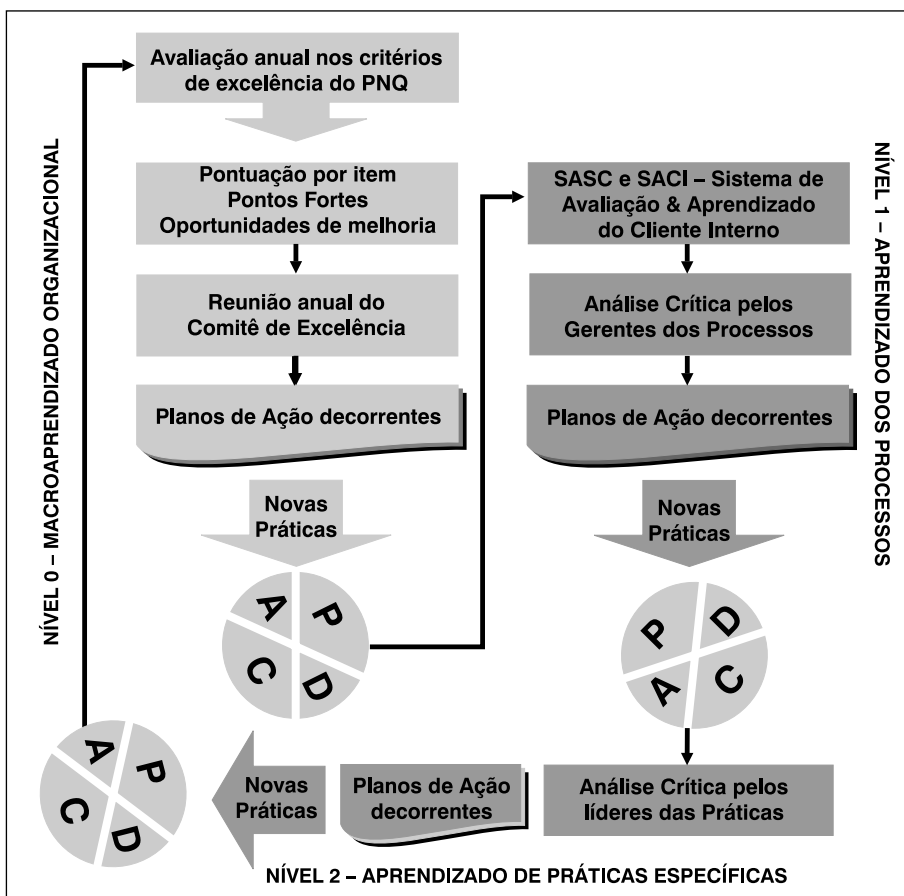 Avaliação anual nos critérios
de excelência do PNQ
Pontuação por item
Pontos Fortes
Oportunidades de melhoria
Reunião anual do
Comitê de Excelência
Planos de Ação decorrentes
Novas
Práticas
A
P
C
D
NÍVEL 0 – MACROAPRENDIZADO ORGANIZACIONAL
SASC e SACI – Sistema de
Avaliação & Aprendizado
do Cliente Interno
Análise Crítica pelos
Gerentes dos Processos
Planos de Ação decorrentes
Novas
Práticas
P
D
A
C
NÍVEL 1 – APRENDIZADO DOS PROCESSOS
Análise Crítica pelos
líderes das Práticas
Planos de Ação
decorrentes
Novas
Práticas
A
P
C
D
NÍVEL 2 – APRENDIZADO DE PRÁTICAS ESPECÍFICAS